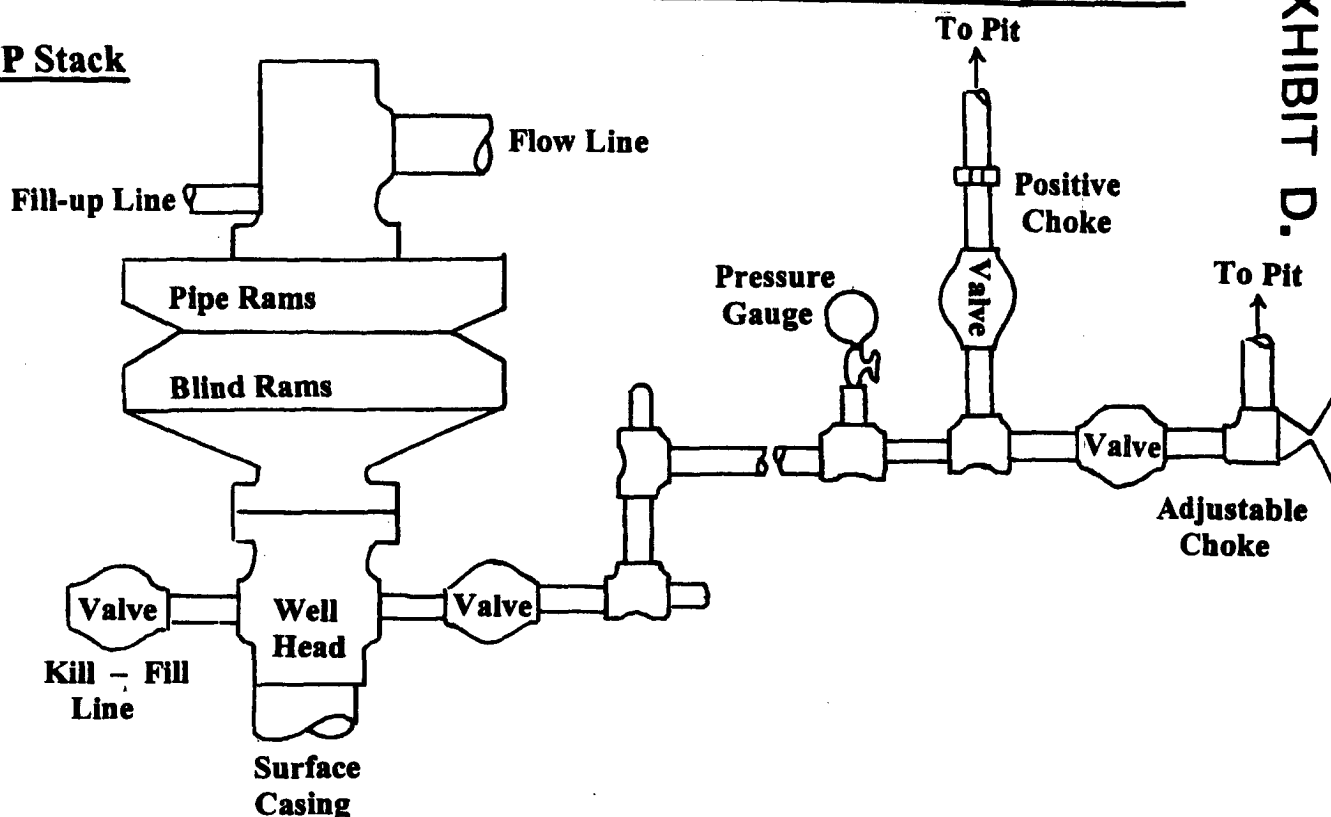 P Stack
To Pit
XHIBIT D.
Flow Line
Fill-up Line
Positive
Choke
Valve
Pressure
Gauge
To Pit
Pipe Rams
Blind Rams
Valve
Adjustable
Choke
Valve
Well
Head
Valve
Kill – Fill
Line
Surface
Casing